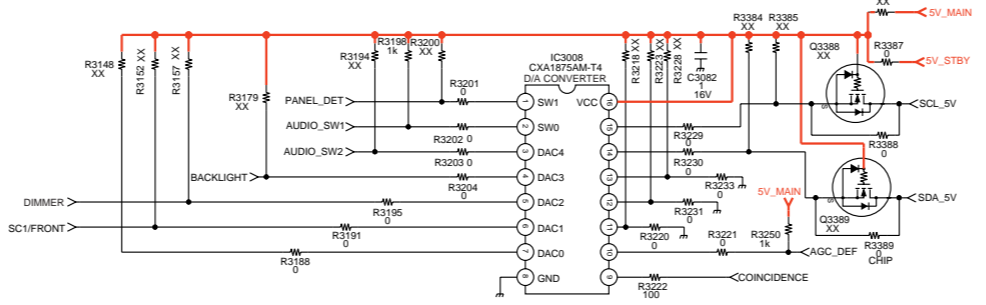 XX
5V_MAIN
R3384 R3385
XX XX
R3387
0
5V_STBY
Q3388
XX
R3148
XX
R3152 XX
R3157 XX
R3194
XX
R3198
1k
R3200
XX
R3179
XX
R3201
0
IC3008
CXA1875AM-T4
D/A CONVERTER
R3218 XX
R3223 XX
R3228 XX
C3082
1
16V
PANEL_DET
1 SW1
VCC 16
S
SCL_5V
AUDIO_SW1
2 SW0
15
R3229
0
R3388
0
R3202 0
AUDIO_SW2
3 DAC4
14
R3230
0
R3203 0
BACKLIGHT
4 DAC3
13
R3233
0
R3204
0
5V_MAIN
DIMMER
5 DAC2
12
R3231
0
S
SDA_5V
R3195
0
Q3389
XX
SC1/FRONT
6 DAC1
11
R3220
0
R3191
0
R3221
0
R3250
1k
R3389
0
CHIP
7 DAC0
10
AGC_DEF
R3188
0
8 GND
9
COINCIDENCE
R3222
100